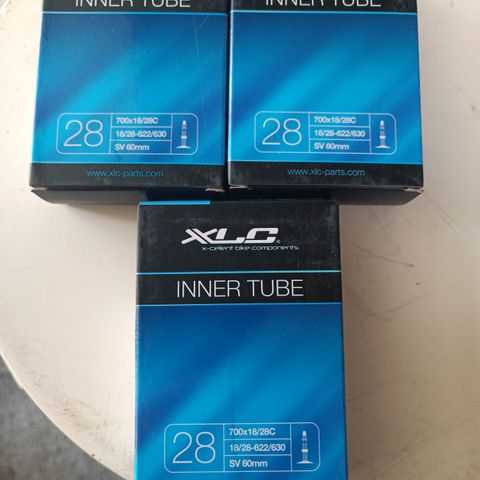 INNER TUBE
28
700x18/28C
18/28-622/630
SV 60mm
www.xlc-parts.com
INNER TUBE
28
700x18/28C
18/28-622/630
SV 60mm
www.xlc-parts.com
XLC®
x-cellent bike components
INNER TUBE
28
700x18/28C
18/28-622/630
SV 60mm